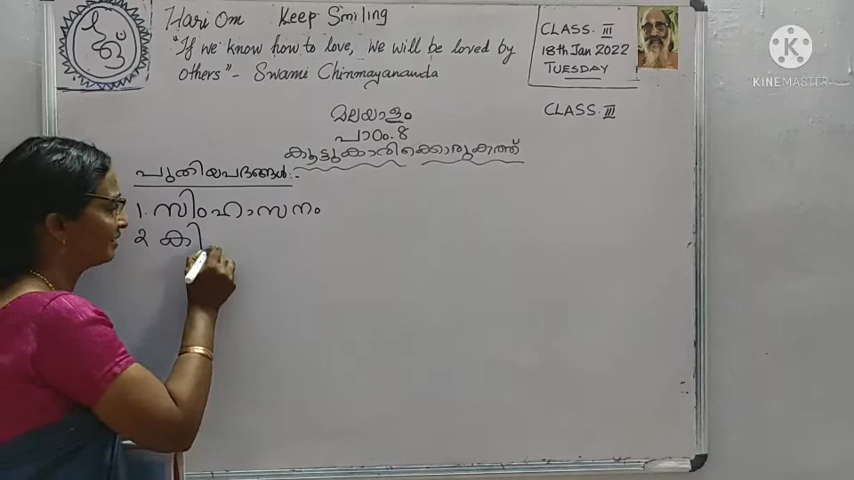 Hari Om Keep Smiling
"If we know how to love, we will be loved by
others" - Swami Chinmayananda
CLASS. III
18th Jan 2022
TUESDAY
CLASS. III
മലയാളം
പാഠം. 8
കൂട്ടുകാരിക്കൊരു കത്ത്
പുതിയപദങ്ങൾ:-
1. സിംഹാസനം
2 കി
K
KINEMASTER